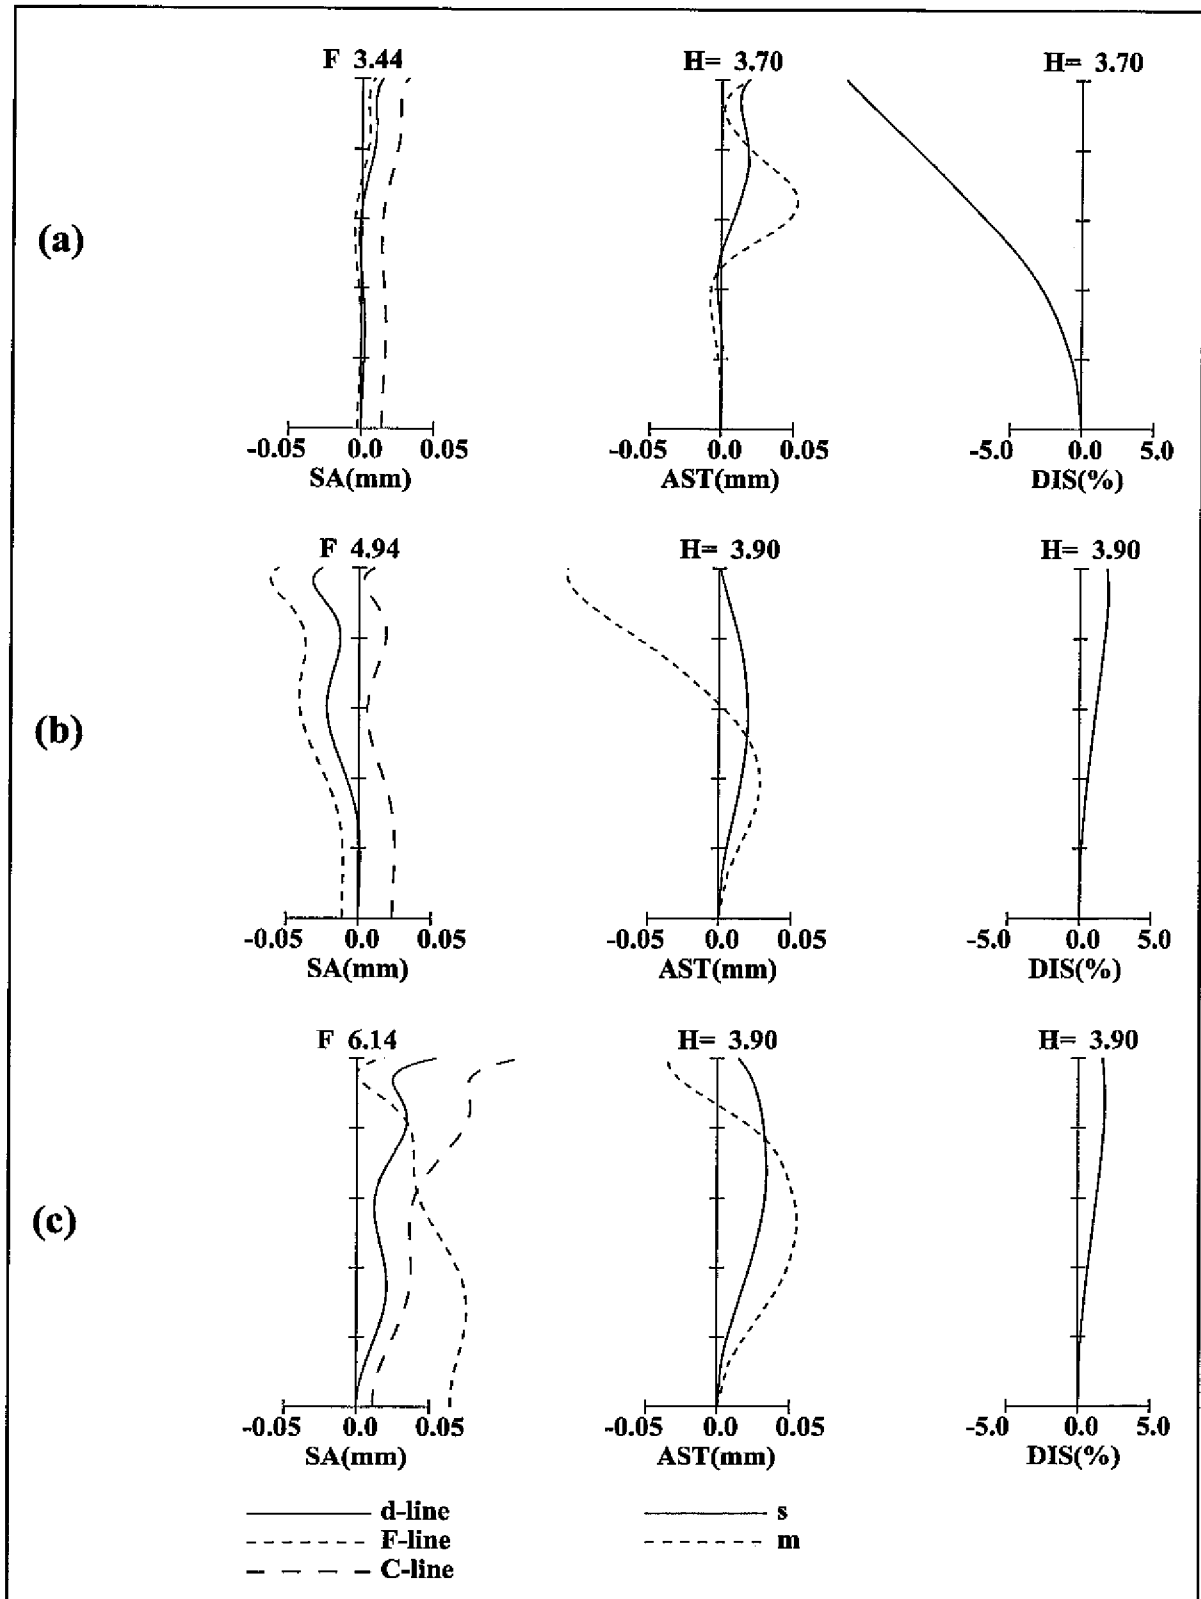 F 3.44
H= 3.70
H= 3.70
(a)
-0.05 0.0 0.05
SA(mm)
-0.05 0.0 0.05
AST(mm)
-5.0 0.0 5.0
DIS(%)
F 4.94
H= 3.90
H= 3.90
(b)
-0.05 0.0 0.05
SA(mm)
-0.05 0.0 0.05
AST(mm)
-5.0 0.0 5.0
DIS(%)
F 6.14
H= 3.90
H= 3.90
(c)
-0.05 0.0 0.05
SA(mm)
-0.05 0.0 0.05
AST(mm)
-5.0 0.0 5.0
DIS(%)
d-line
F-line
C-line
s
m